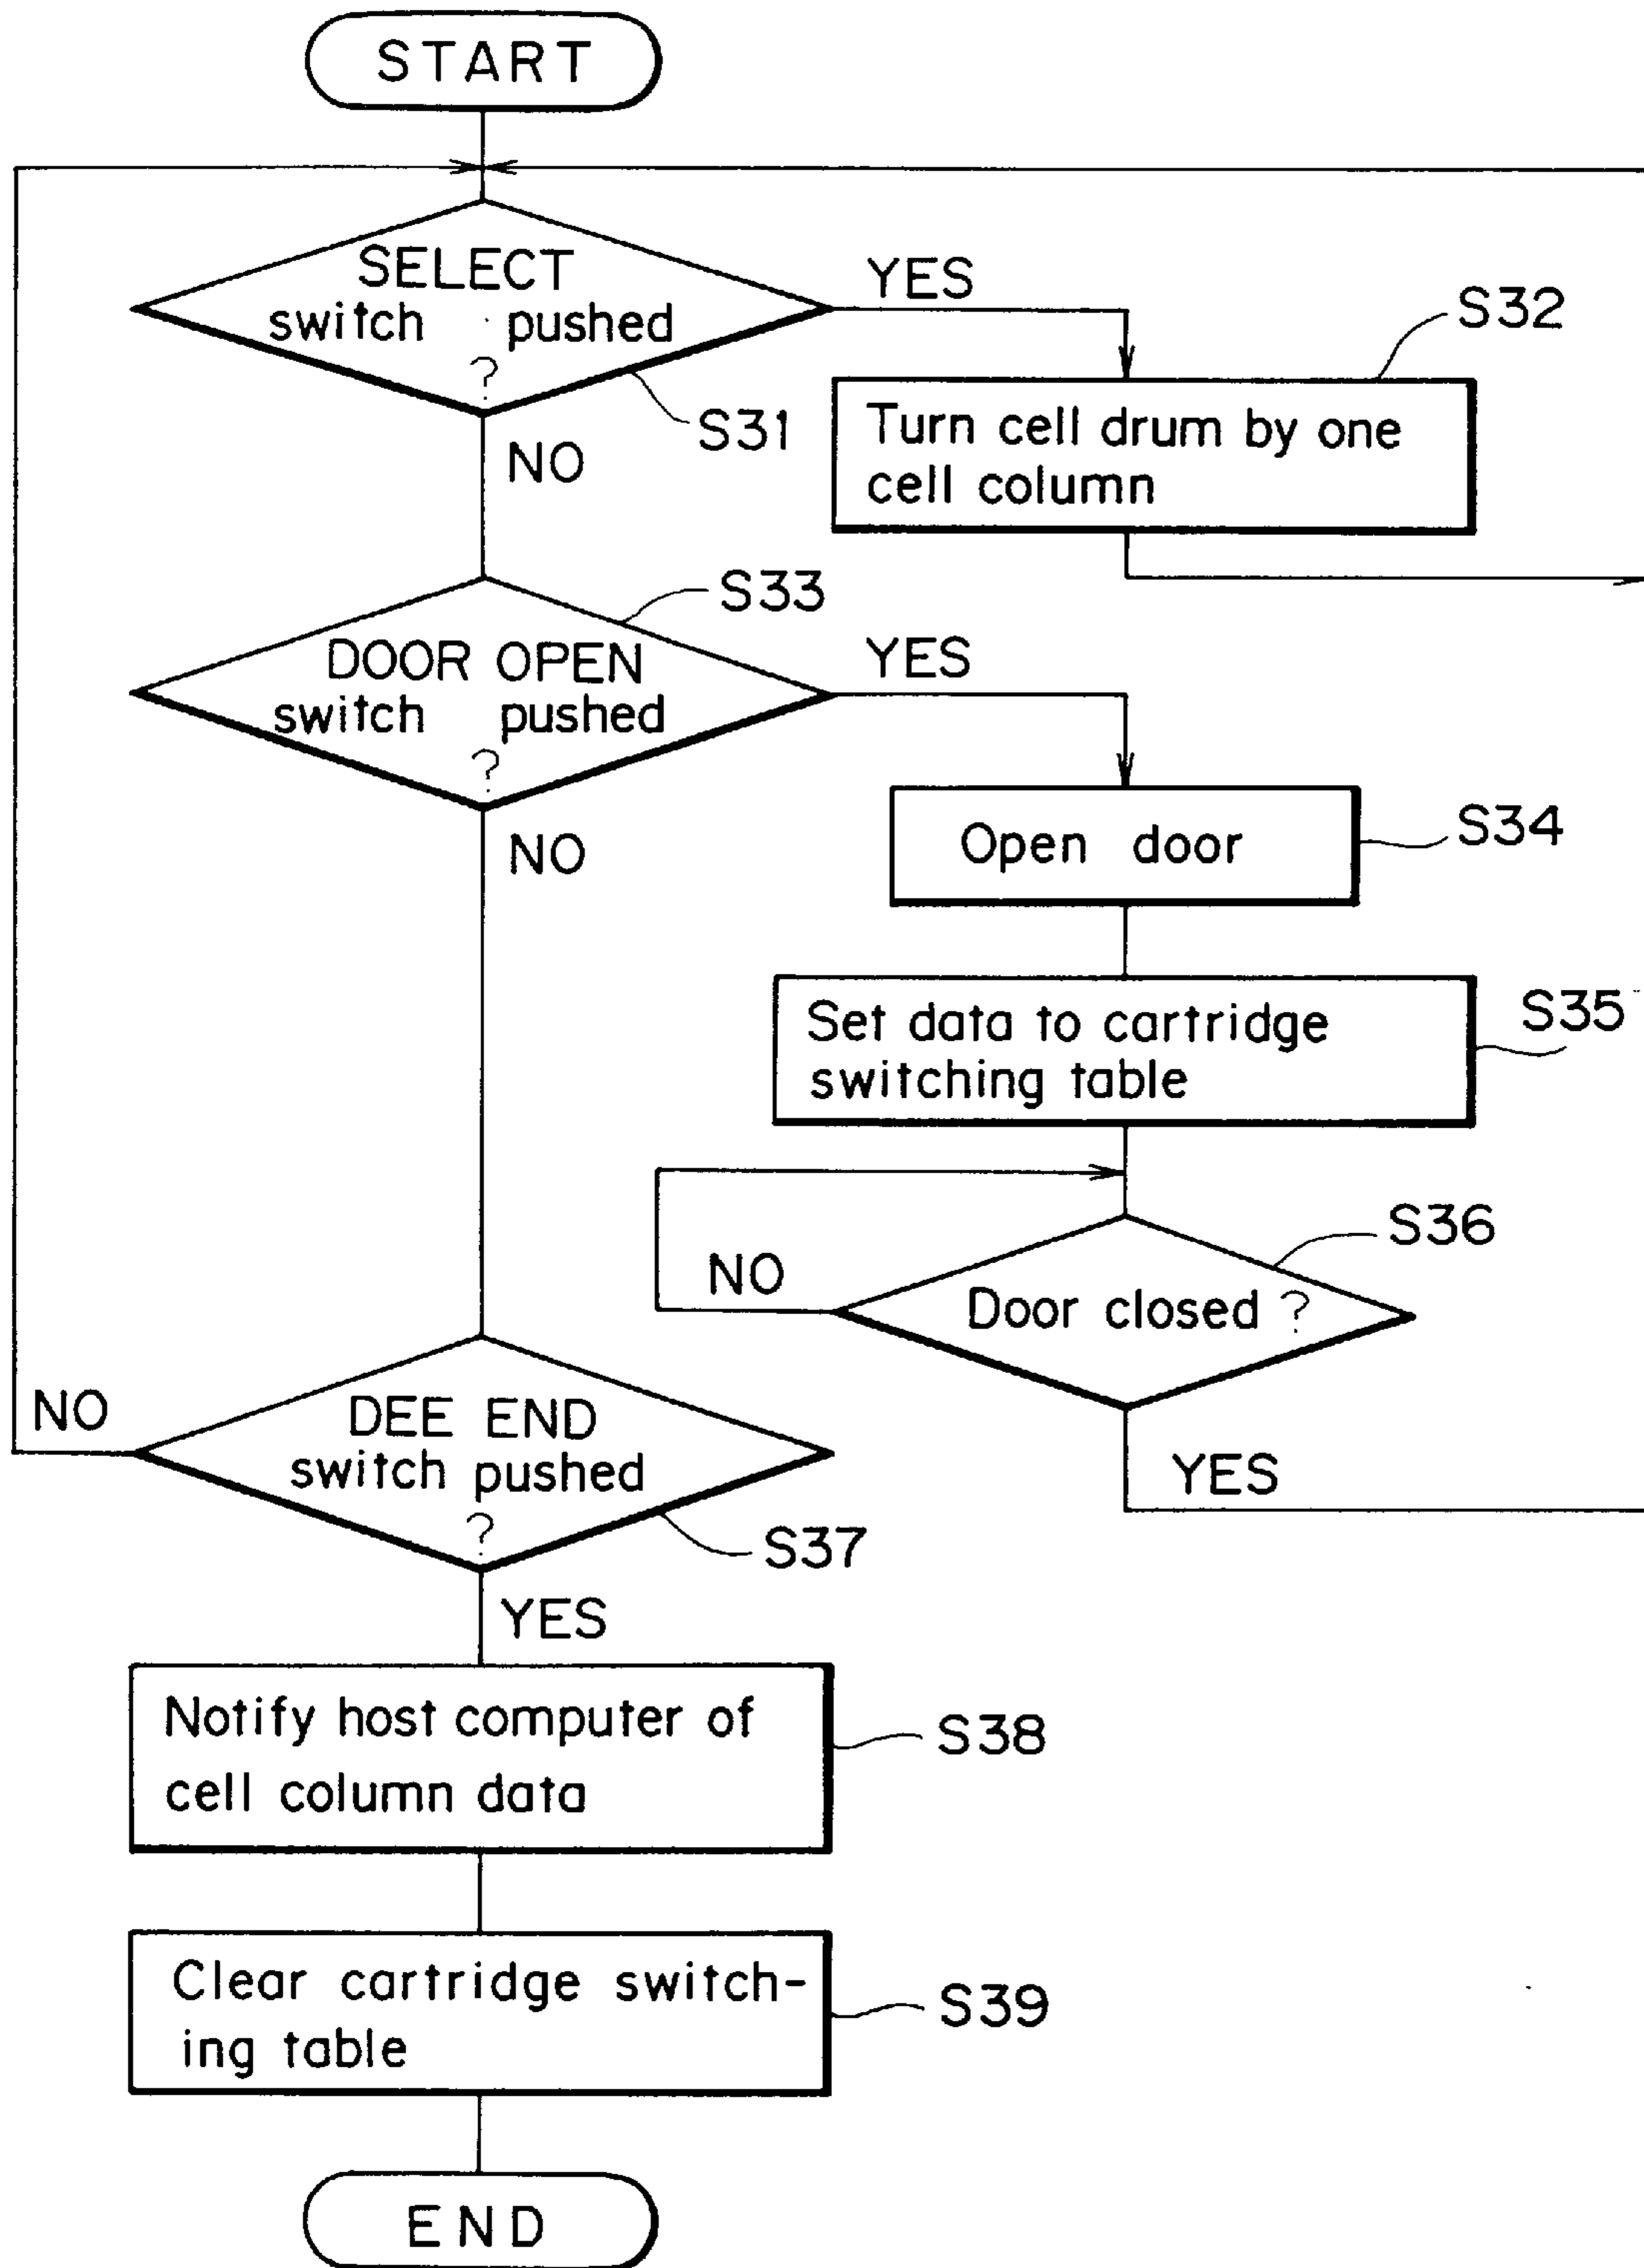 START
SELECT
switch pushed
?
YES
S31
NO
S32
Turn cell drum by one
cell column
S33
DOOR OPEN
switch pushed
?
YES
NO
Open door
S34
Set data to cartridge
switching table
S35
Door closed ?
S36
NO
YES
DEE END
switch pushed
?
NO
S37
YES
Notify host computer of
cell column data
S38
Clear cartridge switch-
ing table
S39
END